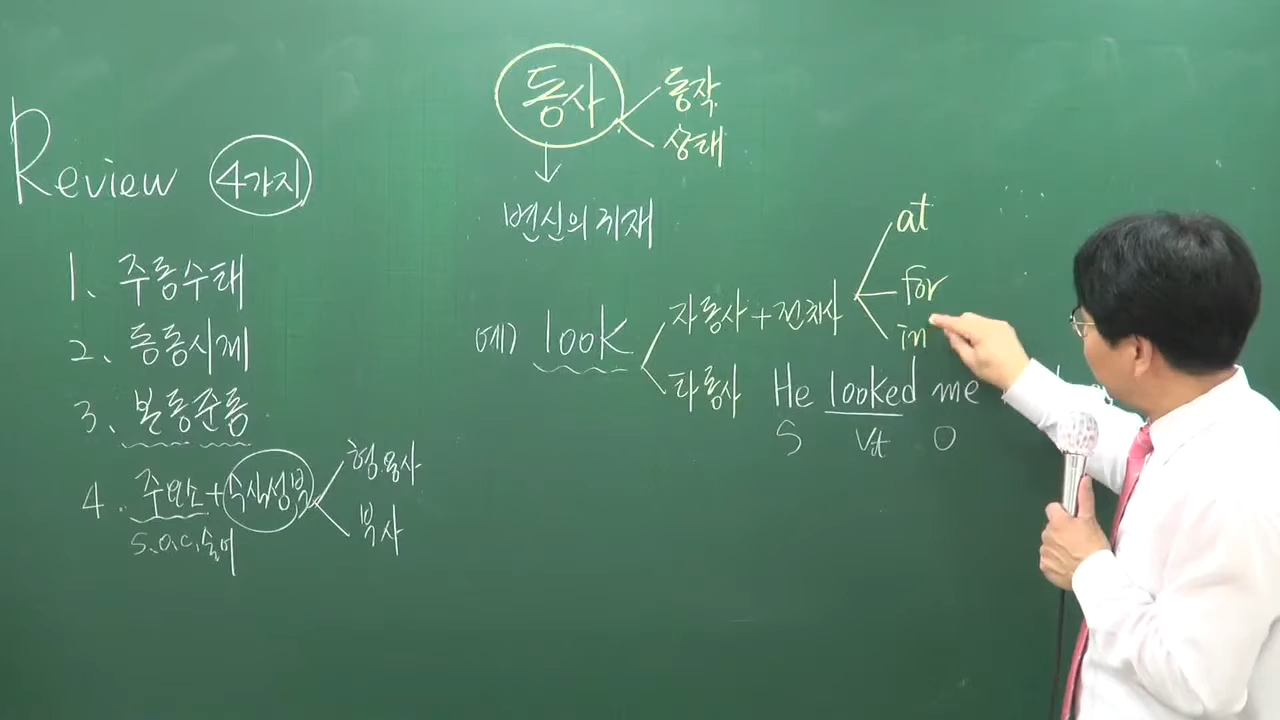 Review 4가지
1. 주동수태
2. 동동시제
3. 본동준동
4. 주요소+수식성분
형용사
부사
S.O.C.술어
동사
동작
상태
변신의 귀재
예) look
자동사+전치사
at
for
in
타동사
He looked me
S Vt O